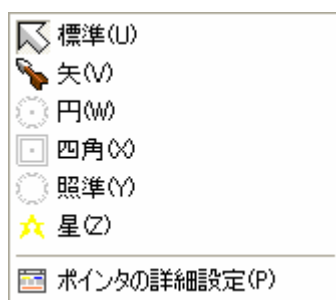 標準(U)
矢(V)
円(W)
四角(X)
照準(Y)
星(Z)
ポインタの詳細設定(P)